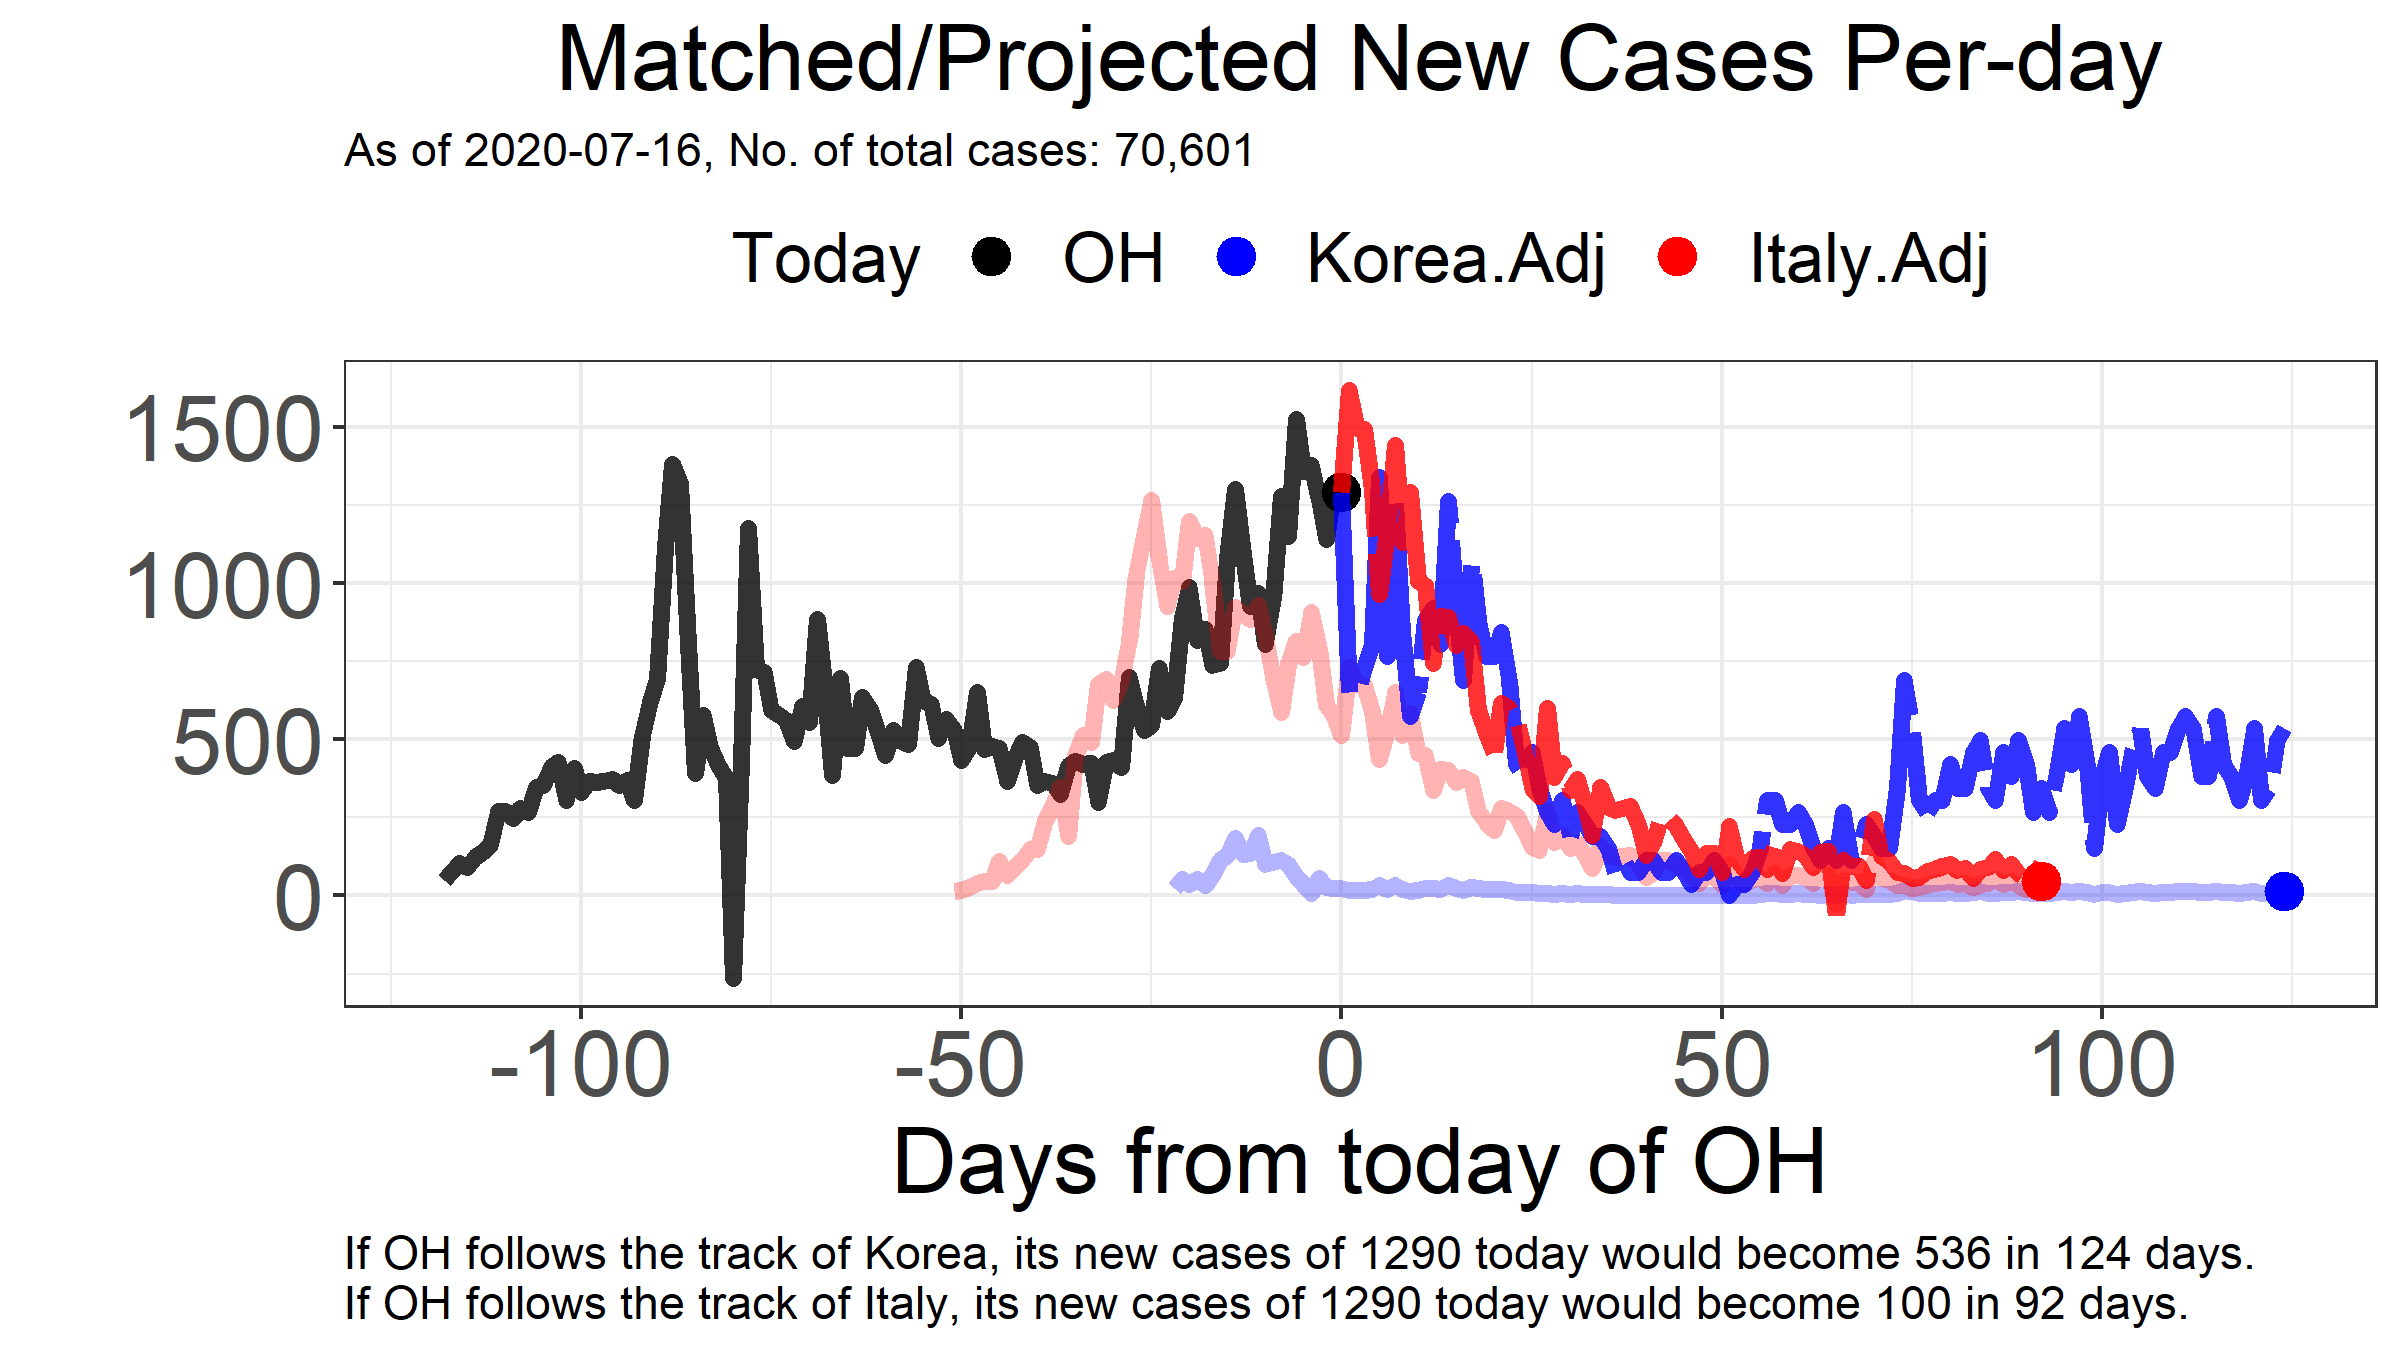 Matched/Projected New Cases Per-day
As of 2020-07-16, No. of total cases: 70,601
Today OH Korea.Adj Italy.Adj
1500
1000
500
0
-100 -50 0 50 100
Days from today of OH
If OH follows the track of Korea, its new cases of 1290 today would become 536 in 124 days.
If OH follows the track of Italy, its new cases of 1290 today would become 100 in 92 days.